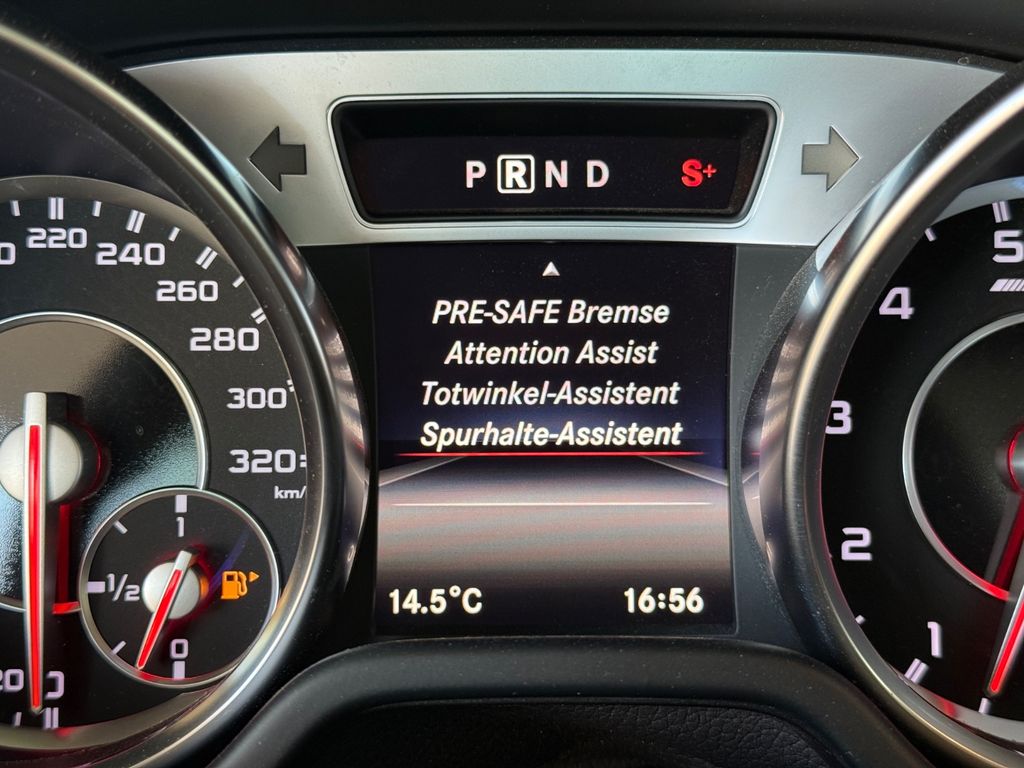 P R N D S+
PRE-SAFE Bremse
Attention Assist
Totwinkel-Assistent
Spurhalte-Assistent
14.5°C 16:56
220
240
260
280
300
320
km/
1
1/2
0
5
4
3
2
1